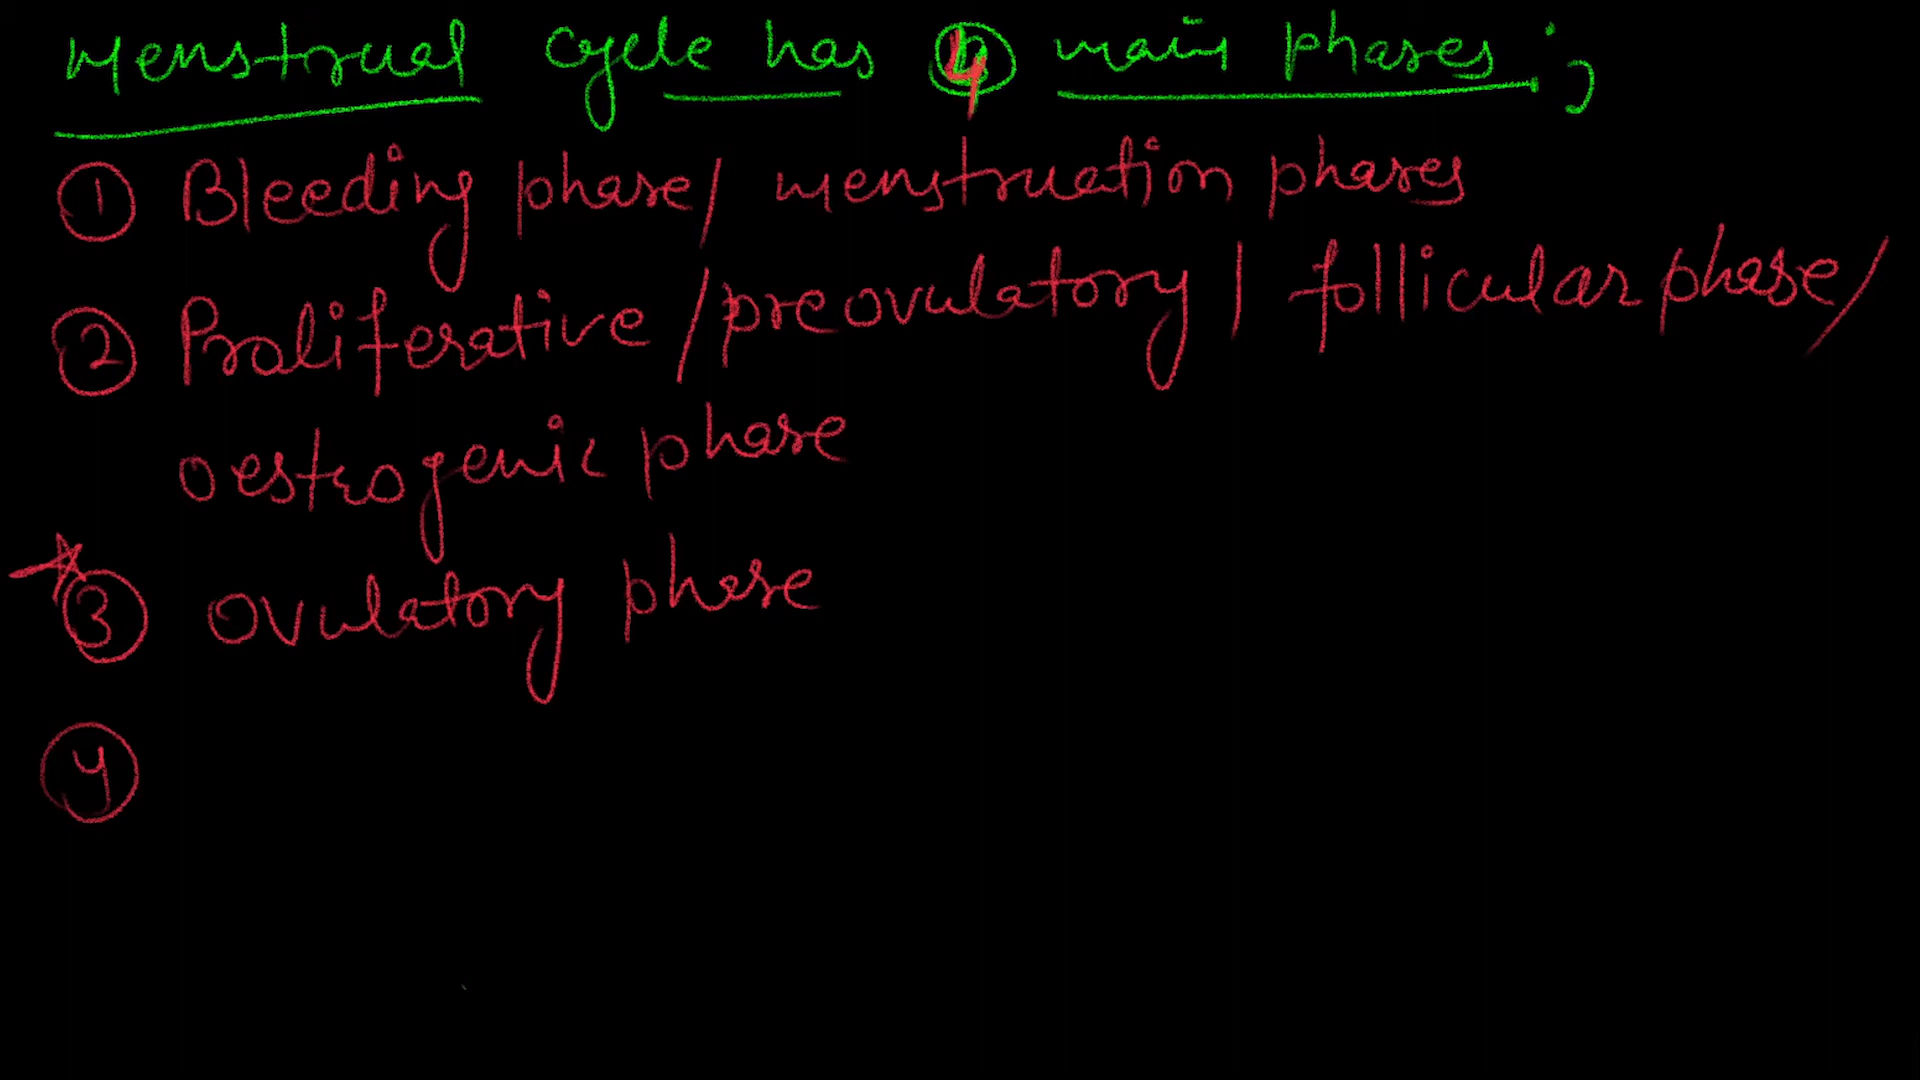 Menstrual cycle has 4 main phases:;
1 Bleeding phase/ menstruation phases
2 Proliferative/preovulatory/follicular phase/
oestrogenic phase
3 ovulatory phase
4